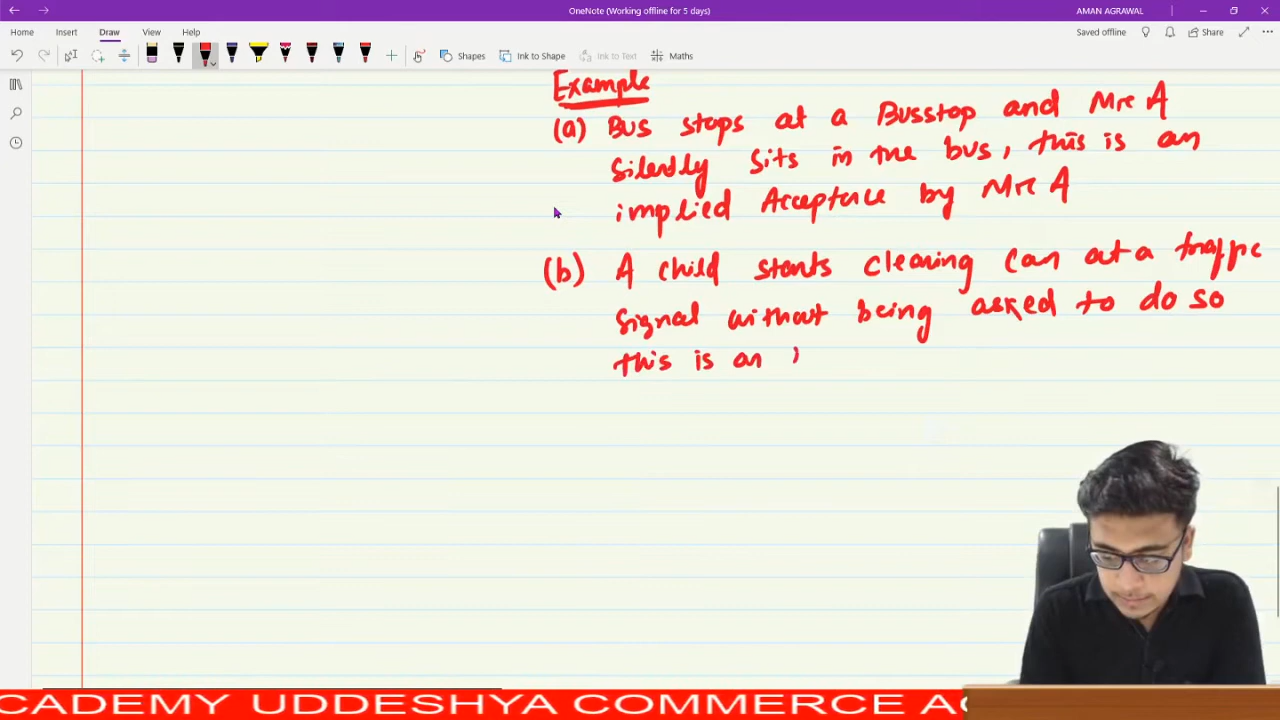 OneNote (Working offline for 5 days)
AMAN AGRAWAL
Home Insert Draw View Help
Saved offline
Share
Shapes
Ink to Shape
Ink to Text
Maths
Example
(a) Bus stops at a Busstop and Mr A
Silently sits in the bus, this is an
implied Acceptance by Mr A
(b) A child starts cleaning car at a traffic
signal without being asked to do so
this is an
CADEMY UDDESHYA COMMERCE AC